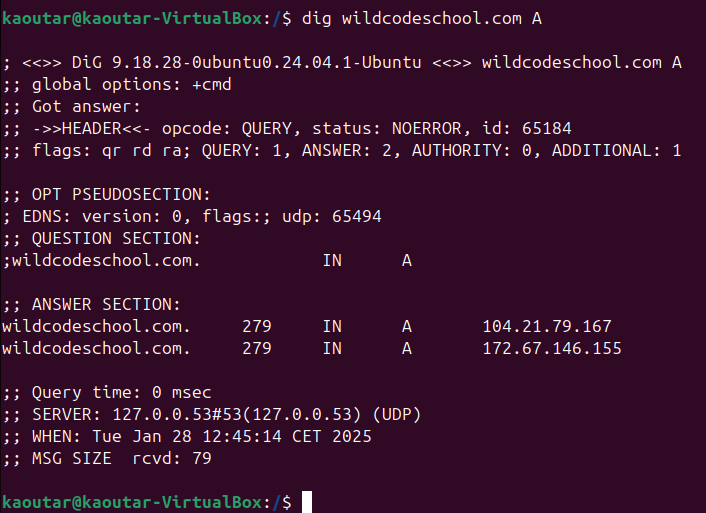 kaoutar@kaoutar-VirtualBox:/$ dig wildcodeschool.com A
; <<>> DiG 9.18.28-0ubuntu0.24.04.1-Ubuntu <<>> wildcodeschool.com A
;; global options: +cmd
;; Got answer:
;; ->>HEADER<<- opcode: QUERY, status: NOERROR, id: 65184
;; flags: qr rd ra; QUERY: 1, ANSWER: 2, AUTHORITY: 0, ADDITIONAL: 1
;; OPT PSEUDOSECTION:
; EDNS: version: 0, flags:; udp: 65494
;; QUESTION SECTION:
;wildcodeschool.com. IN A
;; ANSWER SECTION:
wildcodeschool.com. 279 IN A 104.21.79.167
wildcodeschool.com. 279 IN A 172.67.146.155
;; Query time: 0 msec
;; SERVER: 127.0.0.53#53(127.0.0.53) (UDP)
;; WHEN: Tue Jan 28 12:45:14 CET 2025
;; MSG SIZE rcvd: 79
kaoutar@kaoutar-VirtualBox:/$